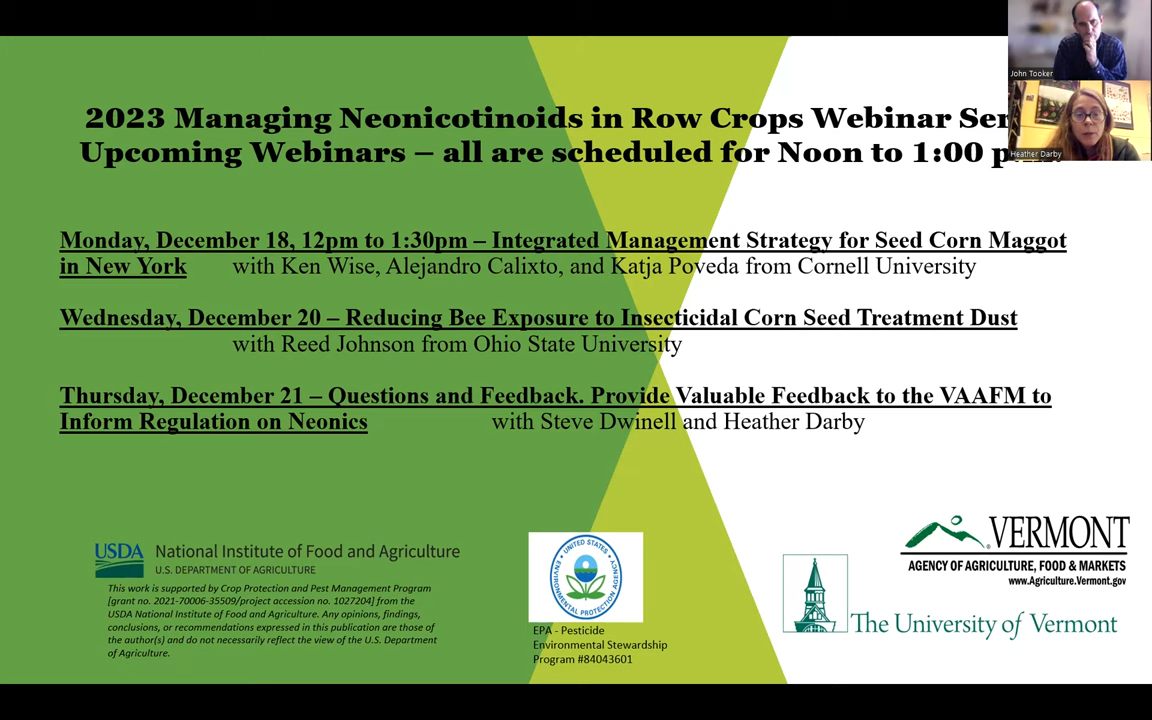 John Tooker
Heather Darby
2023 Managing Neonicotinoids in Row Crops Webinar Ser
Upcoming Webinars – all are scheduled for Noon to 1:00 p.m.
Monday, December 18, 12pm to 1:30pm – Integrated Management Strategy for Seed Corn Maggot
in New York with Ken Wise, Alejandro Calixto, and Katja Poveda from Cornell University
Wednesday, December 20 – Reducing Bee Exposure to Insecticidal Corn Seed Treatment Dust
with Reed Johnson from Ohio State University
Thursday, December 21 – Questions and Feedback. Provide Valuable Feedback to the VAAFM to
Inform Regulation on Neonics with Steve Dwinell and Heather Darby
USDA National Institute of Food and Agriculture
U.S. DEPARTMENT OF AGRICULTURE
This work is supported by Crop Protection and Pest Management Program
[grant no. 2021-70006-35509/project accession no. 1027204] from the
USDA National Institute of Food and Agriculture. Any opinions, findings,
conclusions, or recommendations expressed in this publication are those of
the author(s) and do not necessarily reflect the view of the U.S. Department
of Agriculture.
UNITED STATES
ENVIRONMENTAL PROTECTION AGENCY
EPA - Pesticide
Environmental Stewardship
Program #84043601
VERMONT
AGENCY OF AGRICULTURE, FOOD & MARKETS
www.Agriculture.Vermont.gov
The University of Vermont